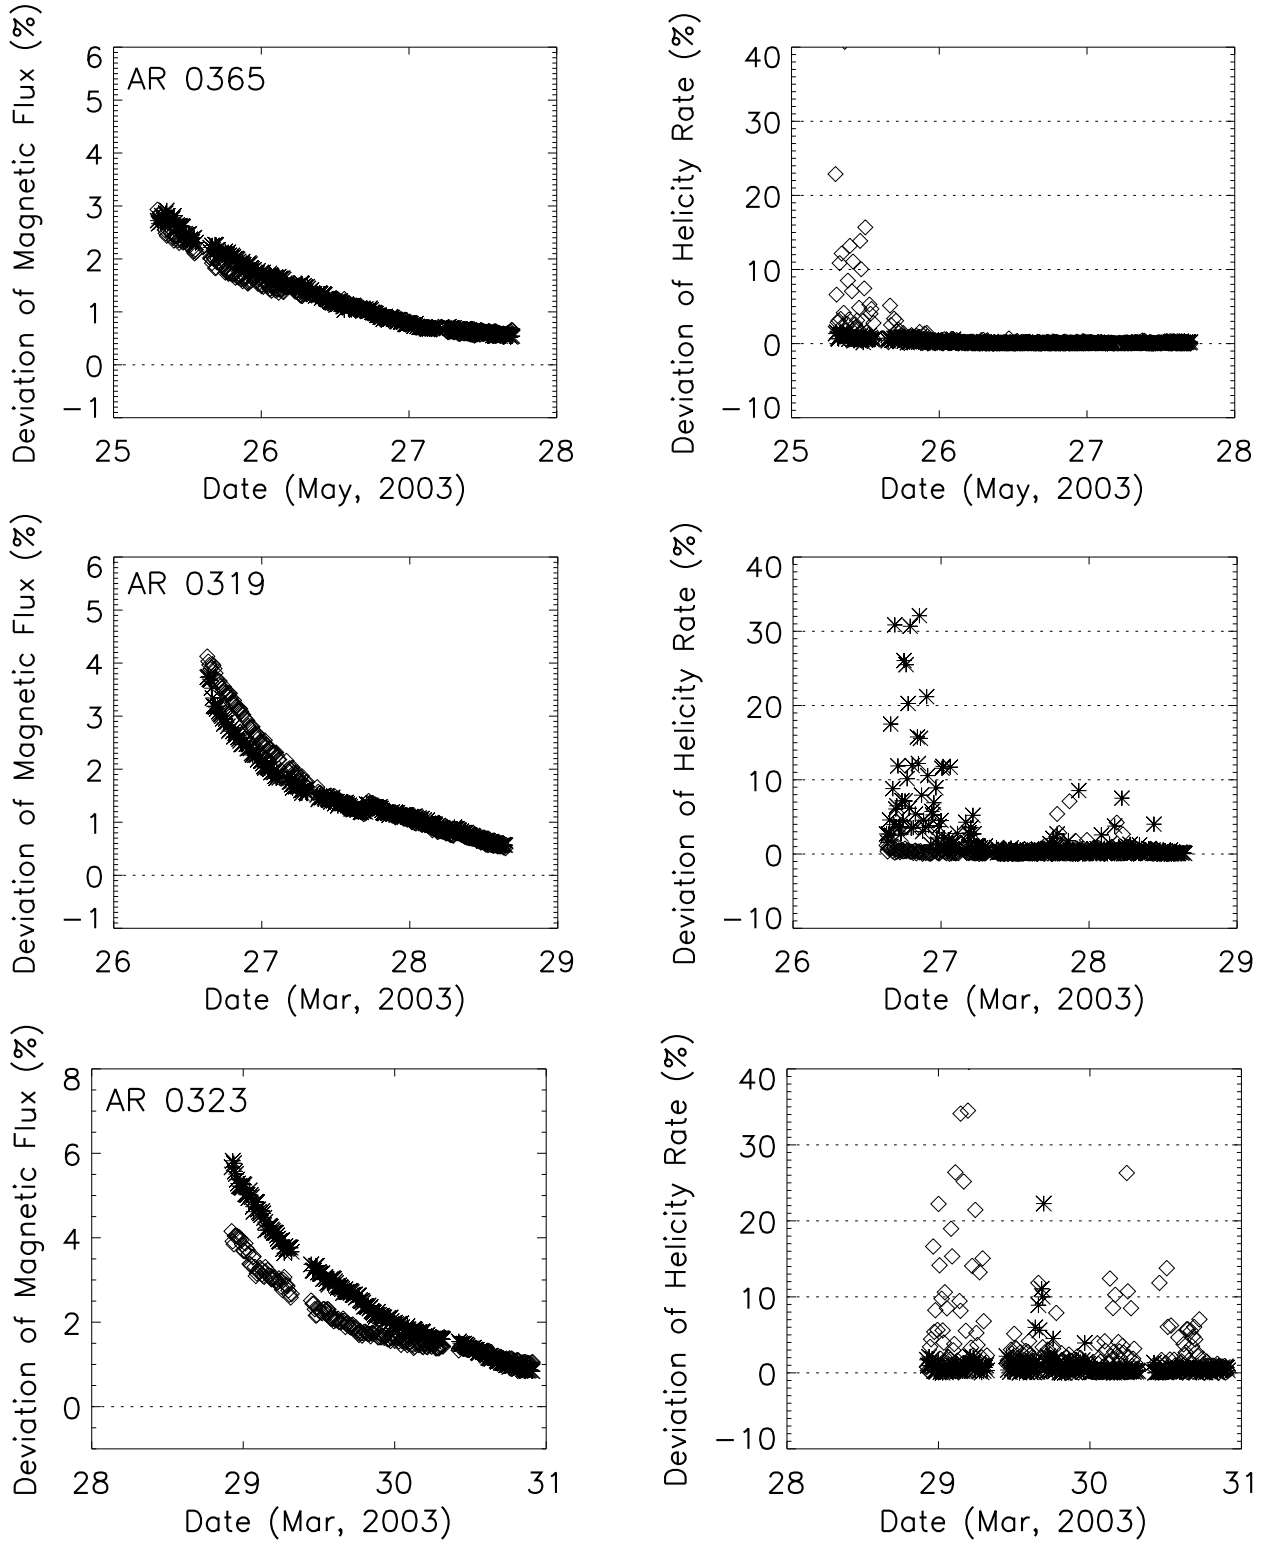 Deviation of Magnetic Flux (%)
6
5
4
3
2
1
0
−1
AR 0365
25 26 27 28
Date (May, 2003)
Deviation of Helicity Rate (%)
40
30
20
10
0
−10
25 26 27 28
Date (May, 2003)
Deviation of Magnetic Flux (%)
6
5
4
3
2
1
0
−1
AR 0319
26 27 28 29
Date (Mar, 2003)
Deviation of Helicity Rate (%)
40
30
20
10
0
−10
26 27 28 29
Date (Mar, 2003)
Deviation of Magnetic Flux (%)
8
6
4
2
0
AR 0323
28 29 30 31
Date (Mar, 2003)
Deviation of Helicity Rate (%)
40
30
20
10
0
−10
28 29 30 31
Date (Mar, 2003)